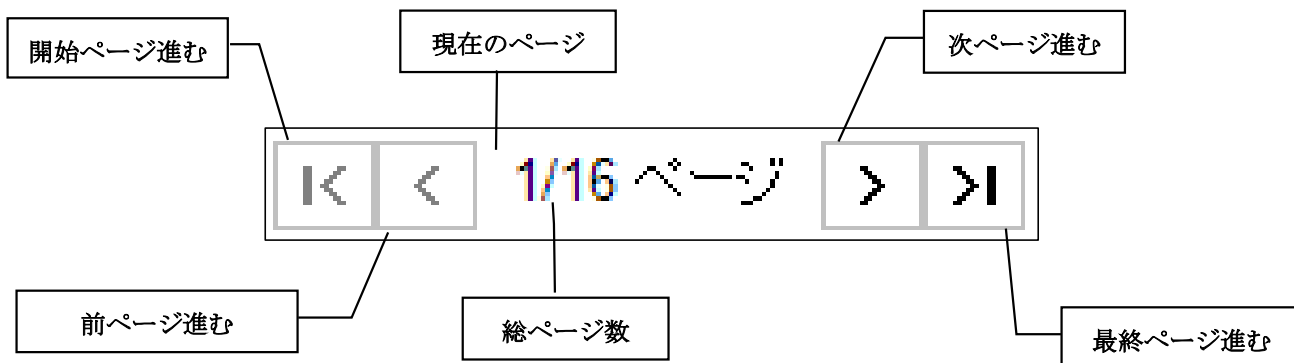 開始ページ進む
現在のページ
次ページ進む
1/16 ページ
前ページ進む
総ページ数
最終ページ進む